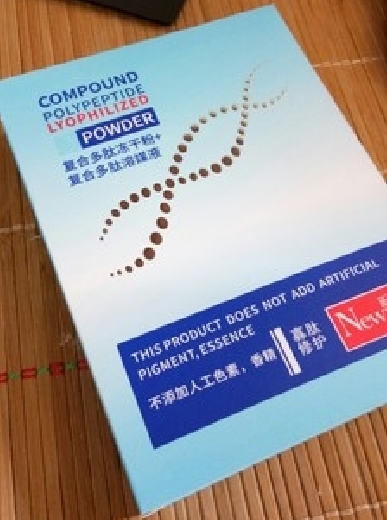 COMPOUND
POLYPEPTIDE
LYOPHILIZED
POWDER
复合多肽冻干粉+
复合多肽溶媒液
THIS PRODUCT DOES NOT ADD ARTIFICIAL
PIGMENT, ESSENCE
不添加人工色素，香精
寡肽
修护
New